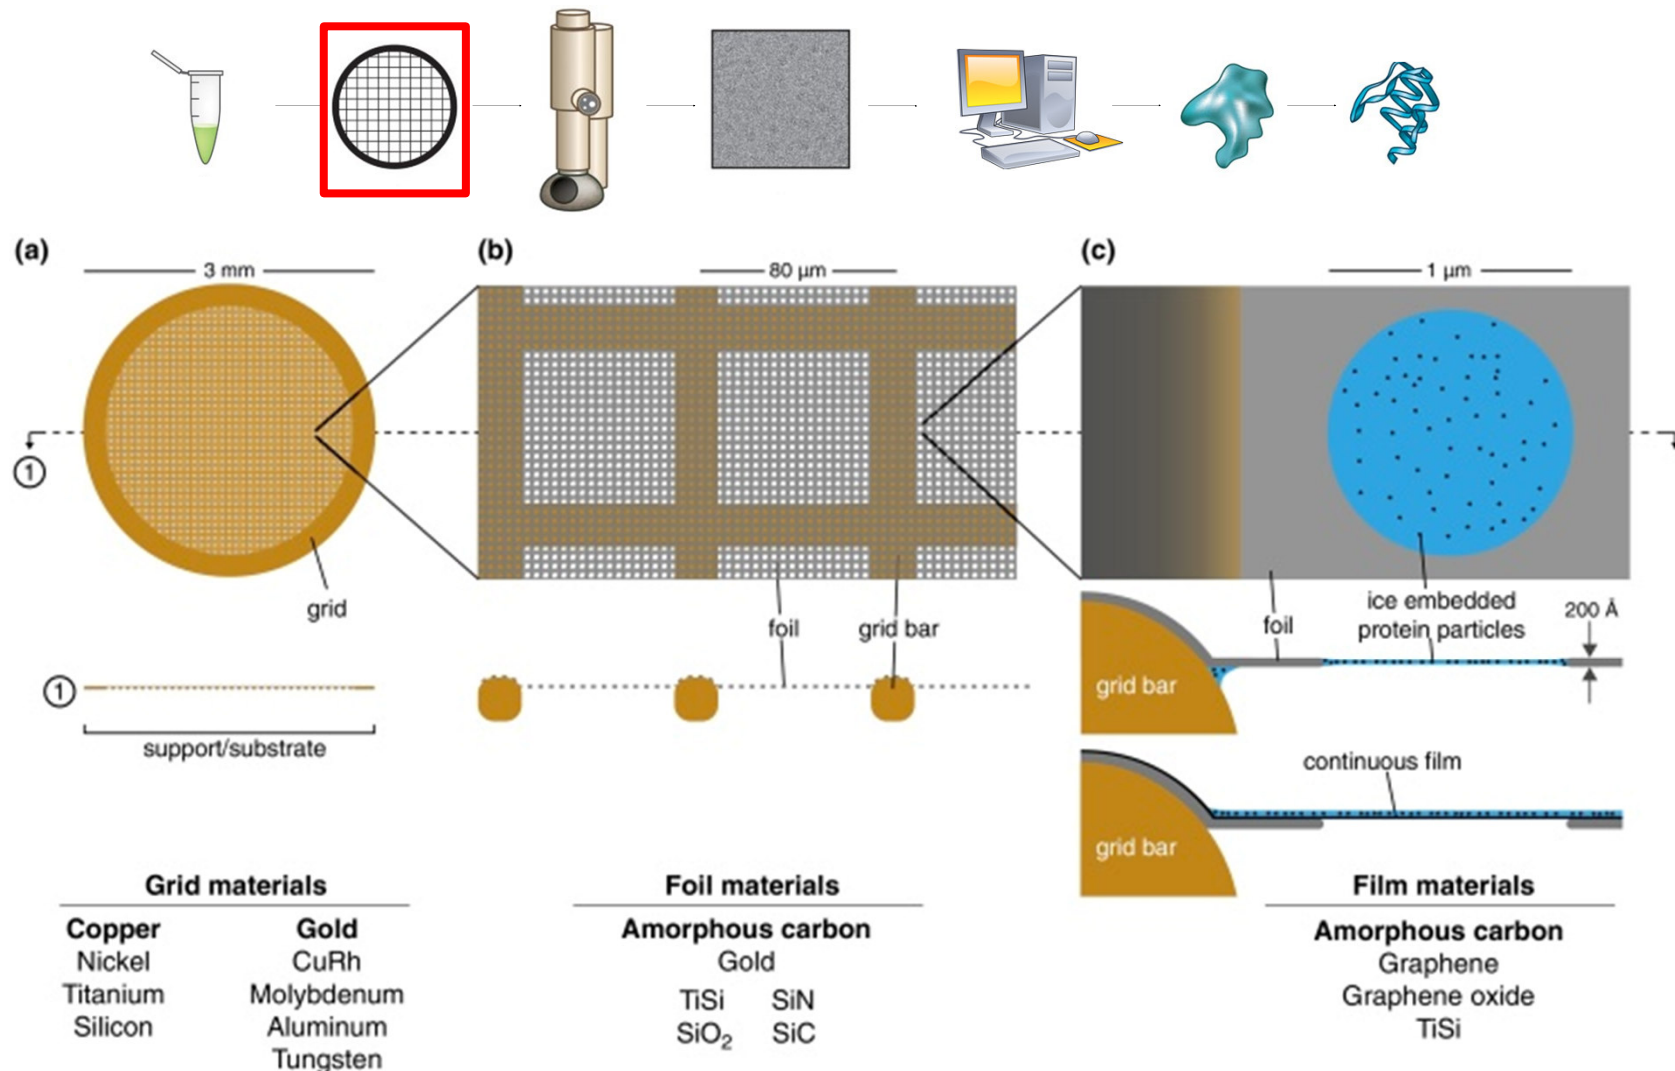 (a)
3 mm
1
grid
1
support/substrate
(b)
80 µm
foil
grid bar
(c)
1 µm
foil
ice embedded
protein particles
200 Å
grid bar
continuous film
grid bar
Grid materials
Copper Gold
Nickel CuRh
Titanium Molybdenum
Silicon Aluminum
Tungsten
Foil materials
Amorphous carbon
Gold
TiSi SiN
SiO₂ SiC
Film materials
Amorphous carbon
Graphene
Graphene oxide
TiSi